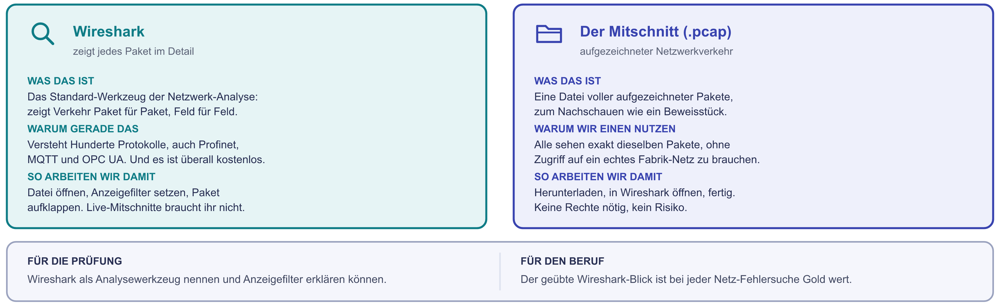 Wireshark
zeigt jedes Paket im Detail
WAS DAS IST
Das Standard-Werkzeug der Netzwerk-Analyse:
zeigt Verkehr Paket für Paket, Feld für Feld.
WARUM GERADE DAS
Versteht Hunderte Protokolle, auch Profinet,
MQTT und OPC UA. Und es ist überall kostenlos.
SO ARBEITEN WIR DAMIT
Datei öffnen, Anzeigefilter setzen, Paket
aufklappen. Live-Mitschnitte braucht ihr nicht.
Der Mitschnitt (.pcap)
aufgezeichneter Netzwerkverkehr
WAS DAS IST
Eine Datei voller aufgezeichneter Pakete,
zum Nachschauen wie ein Beweisstück.
WARUM WIR EINEN NUTZEN
Alle sehen exakt dieselben Pakete, ohne
Zugriff auf ein echtes Fabrik-Netz zu brauchen.
SO ARBEITEN WIR DAMIT
Herunterladen, in Wireshark öffnen, fertig.
Keine Rechte nötig, kein Risiko.
FÜR DIE PRÜFUNG
Wireshark als Analysewerkzeug nennen und Anzeigefilter erklären können.
FÜR DEN BERUF
Der geübte Wireshark-Blick ist bei jeder Netz-Fehlersuche Gold wert.